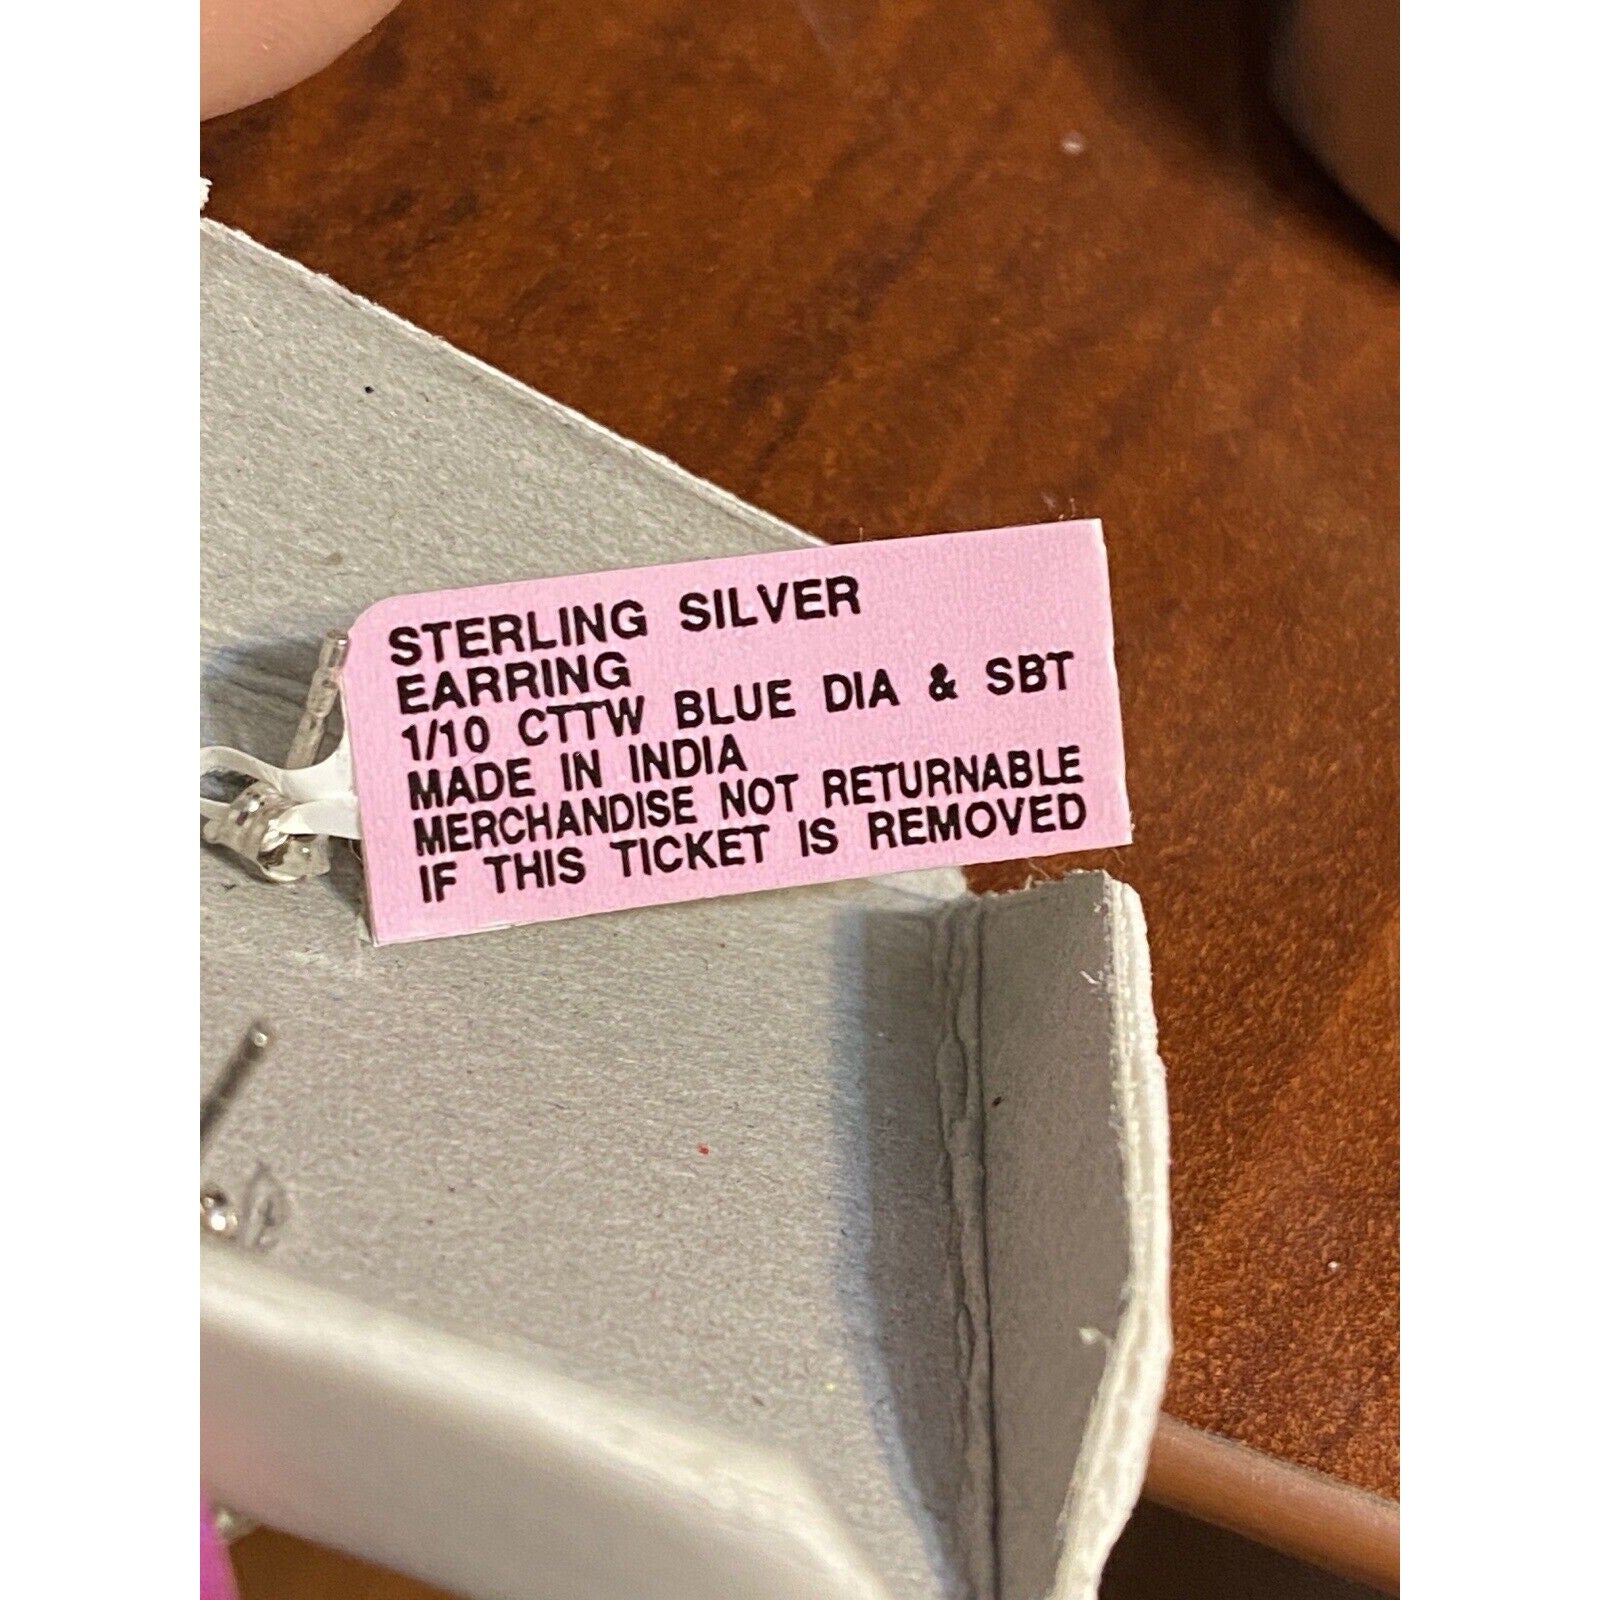 STERLING SILVER
EARRING
1/10 CTTW BLUE DIA & SBT
MADE IN INDIA
MERCHANDISE NOT RETURNABLE
IF THIS TICKET IS REMOVED